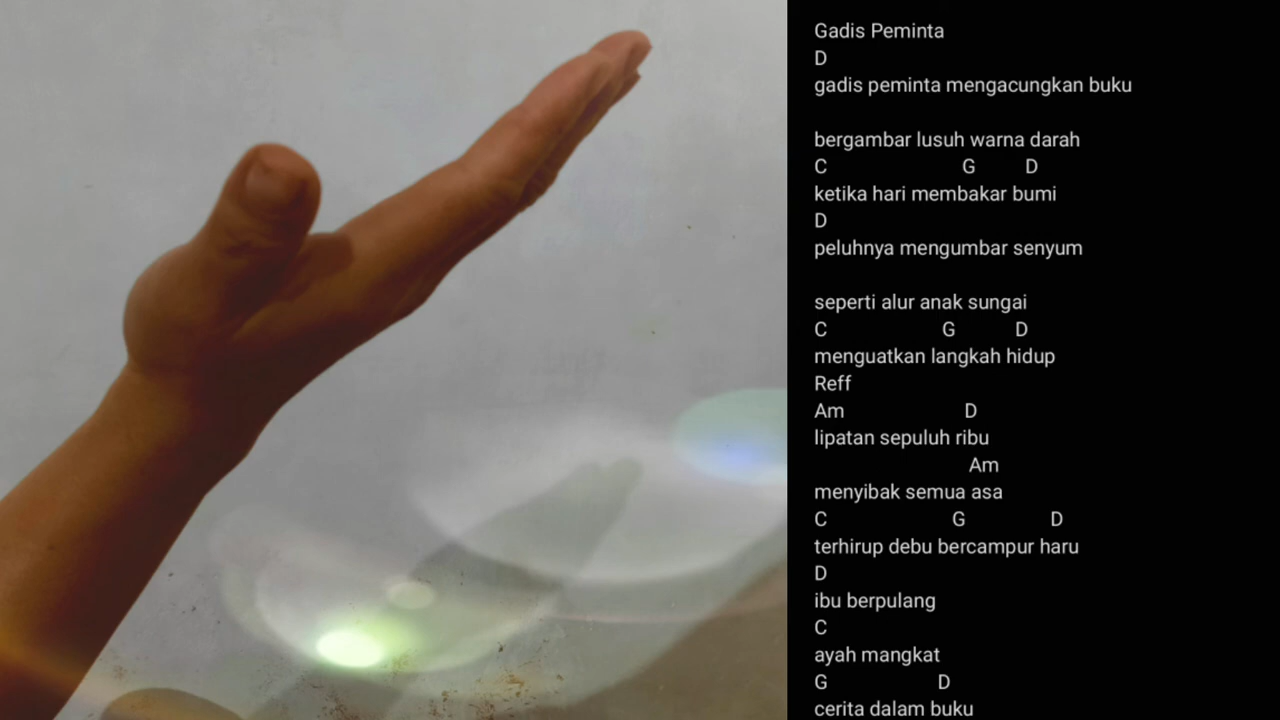 Gadis Peminta
D
gadis peminta mengacungkan buku
bergambar lusuh warna darah
C G D
ketika hari membakar bumi
D
peluhnya mengumbar senyum
seperti alur anak sungai
C G D
menguatkan langkah hidup
Reff
Am D
lipatan sepuluh ribu
Am
menyibak semua asa
C G D
terhirup debu bercampur haru
D
ibu berpulang
C
ayah mangkat
G D
cerita dalam buku